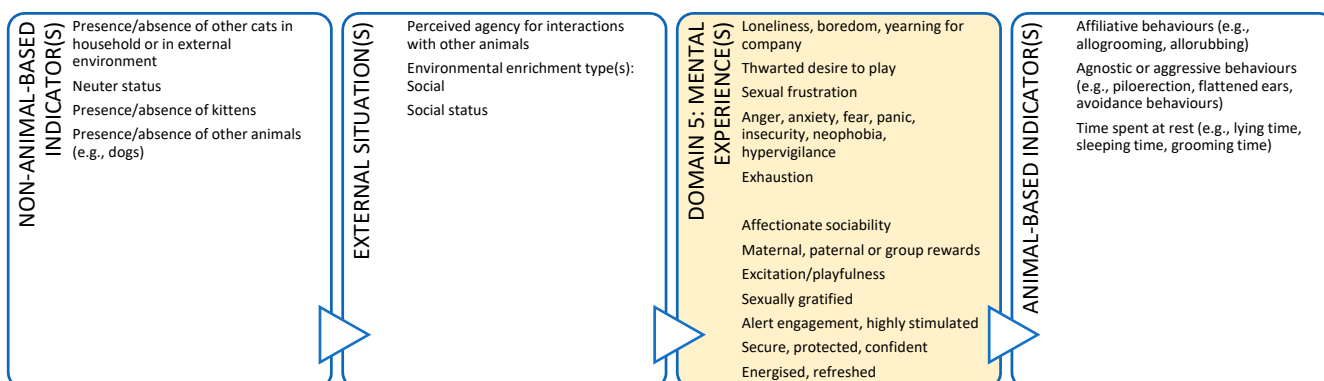 NON-ANIMAL-BASED
INDICATOR(S)
Presence/absence of other cats in
household or in external
environment
Neuter status
Presence/absence of kittens
Presence/absence of other animals
(e.g., dogs)
EXTERNAL SITUATION(S)
Perceived agency for interactions
with other animals
Environmental enrichment type(s):
Social
Social status
DOMAIN 5: MENTAL
EXPERIENCE(S)
Loneliness, boredom, yearning for
company
Thwarted desire to play
Sexual frustration
Anger, anxiety, fear, panic,
insecurity, neophobia,
hypervigilance
Exhaustion
Affectionate sociability
Maternal, paternal or group rewards
Excitation/playfulness
Sexually gratified
Alert engagement, highly stimulated
Secure, protected, confident
Energised, refreshed
ANIMAL-BASED INDICATOR(S)
Affiliative behaviours (e.g.,
allogrooming, allorubbing)
Agnostic or aggressive behaviours
(e.g., piloerection, flattened ears,
avoidance behaviours)
Time spent at rest (e.g., lying time,
sleeping time, grooming time)